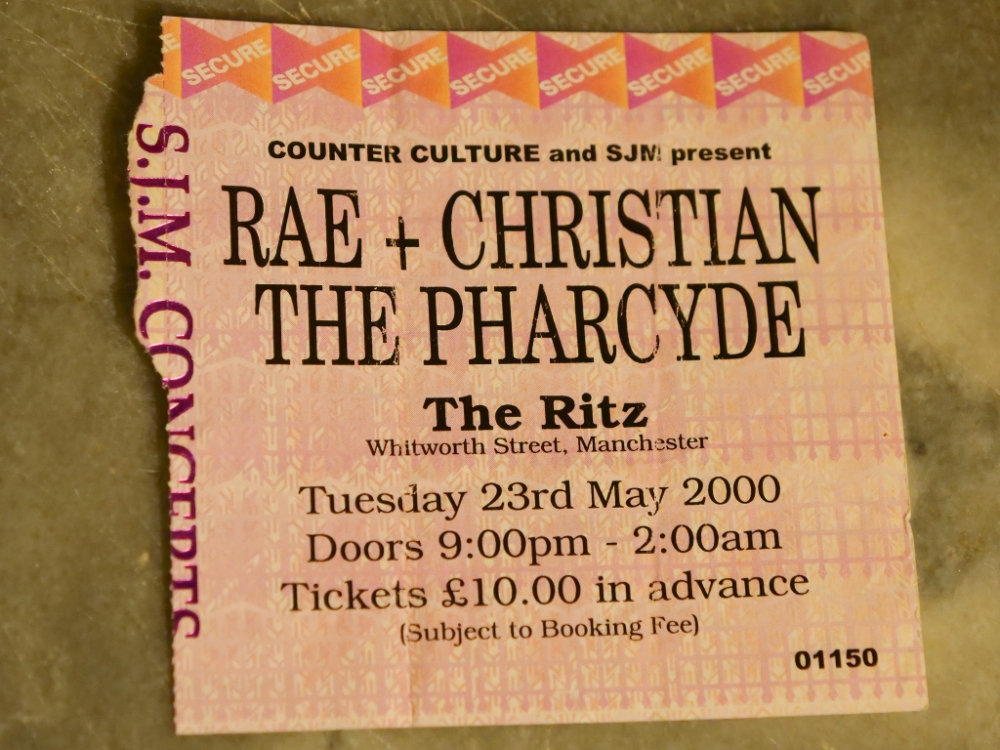 SECURE SECURE SECURE SECURE SECURE SECURE SECURE SECURE
S.J.M. CONCERTS
COUNTER CULTURE and SJM present
RAE + CHRISTIAN
THE PHARCYDE
The Ritz
Whitworth Street, Manchester
Tuesday 23rd May 2000
Doors 9:00pm - 2:00am
Tickets £10.00 in advance
(Subject to Booking Fee)
01150